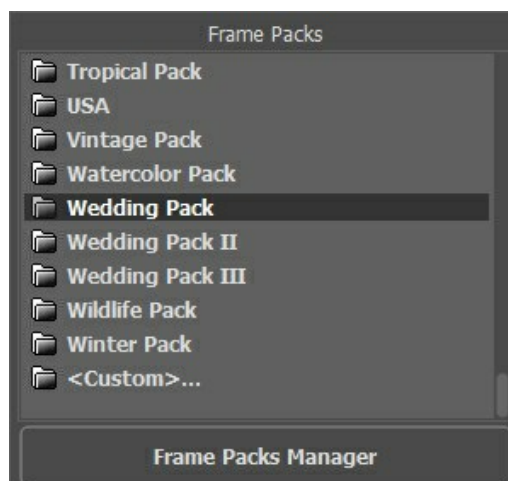 Frame Packs
Tropical Pack
USA
Vintage Pack
Watercolor Pack
Wedding Pack
Wedding Pack II
Wedding Pack III
Wildlife Pack
Winter Pack
<Custom>...
Frame Packs Manager